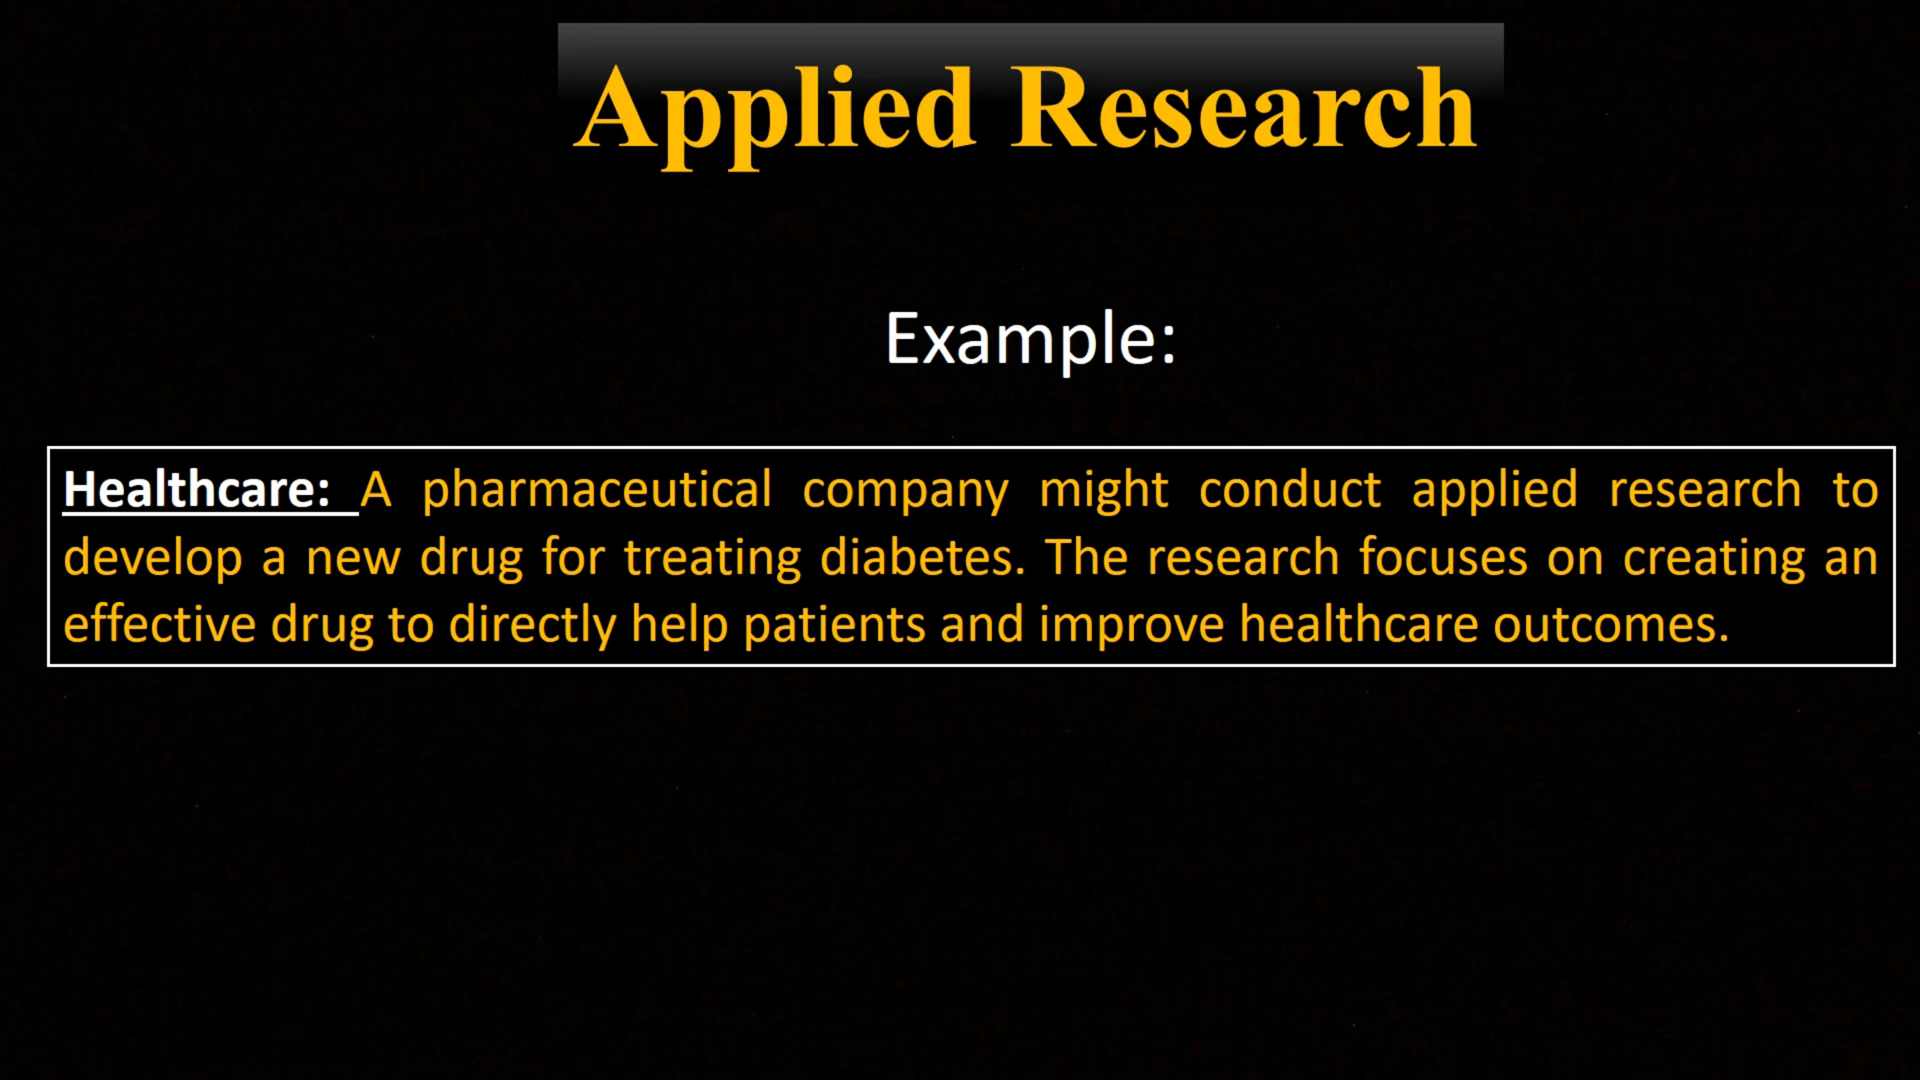 Applied Research
Example:
Healthcare: A pharmaceutical company might conduct applied research to
develop a new drug for treating diabetes. The research focuses on creating an
effective drug to directly help patients and improve healthcare outcomes.